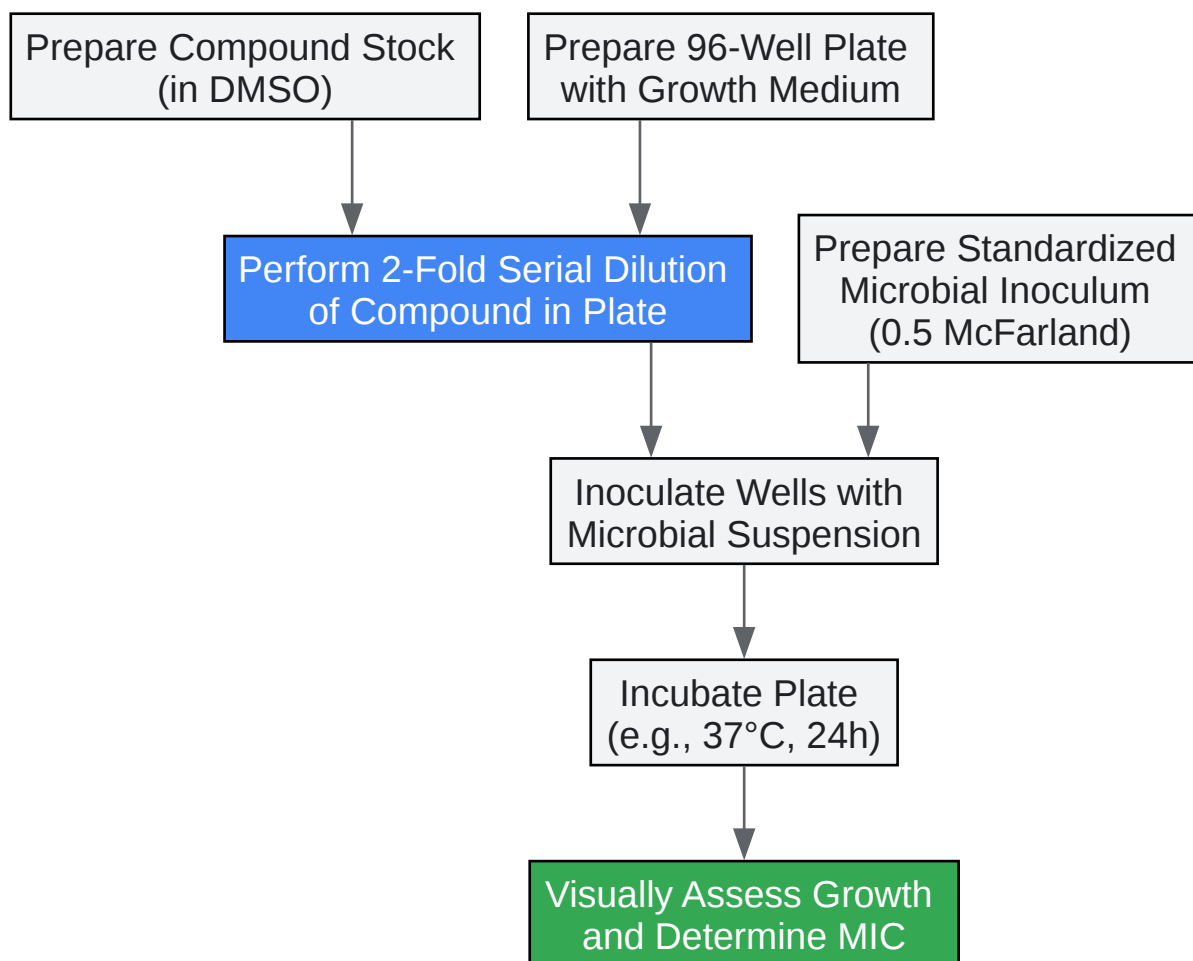 Prepare Compound Stock
(in DMSO)
Prepare 96-Well Plate
with Growth Medium
Perform 2-Fold Serial Dilution
of Compound in Plate
Prepare Standardized
Microbial Inoculum
(0.5 McFarland)
Inoculate Wells with
Microbial Suspension
Incubate Plate
(e.g., 37°C, 24h)
Visually Assess Growth
and Determine MIC